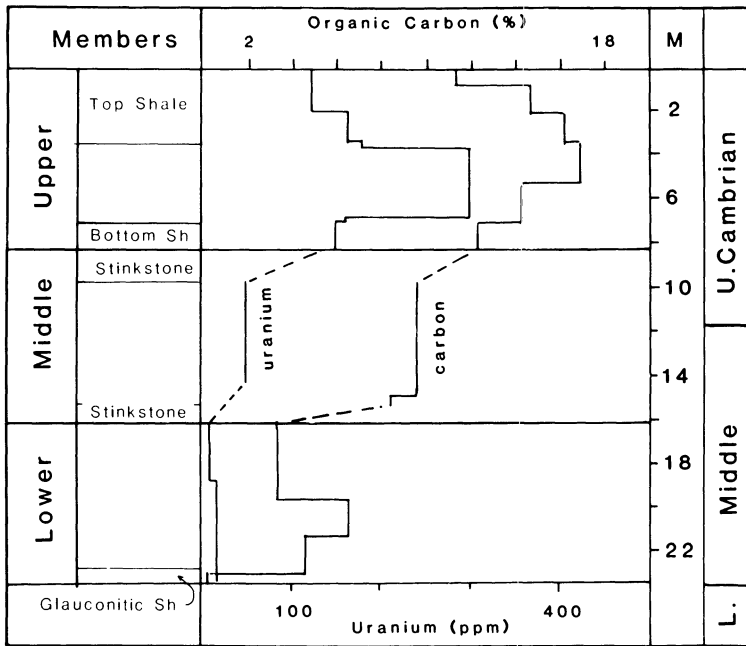 Members
Organic Carbon (%)
2
18
M
Upper
Top Shale
Bottom Sh
2
6
U.Cambrian
Middle
Stinkstone
uranium
carbon
10
14
Stinkstone
Middle
Lower
18
22
Glauconitic Sh
100
400
Uranium (ppm)
L.